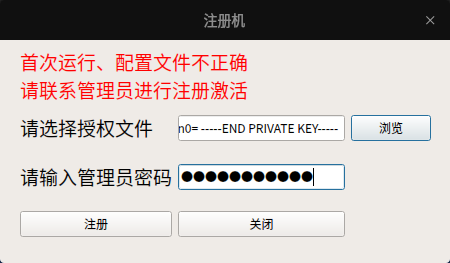 注册机
首次运行、配置文件不正确
请联系管理员进行注册激活
请选择授权文件 n0= -----END PRIVATE KEY----- 浏览
请输入管理员密码 ●●●●●●●●●●●
注册 关闭